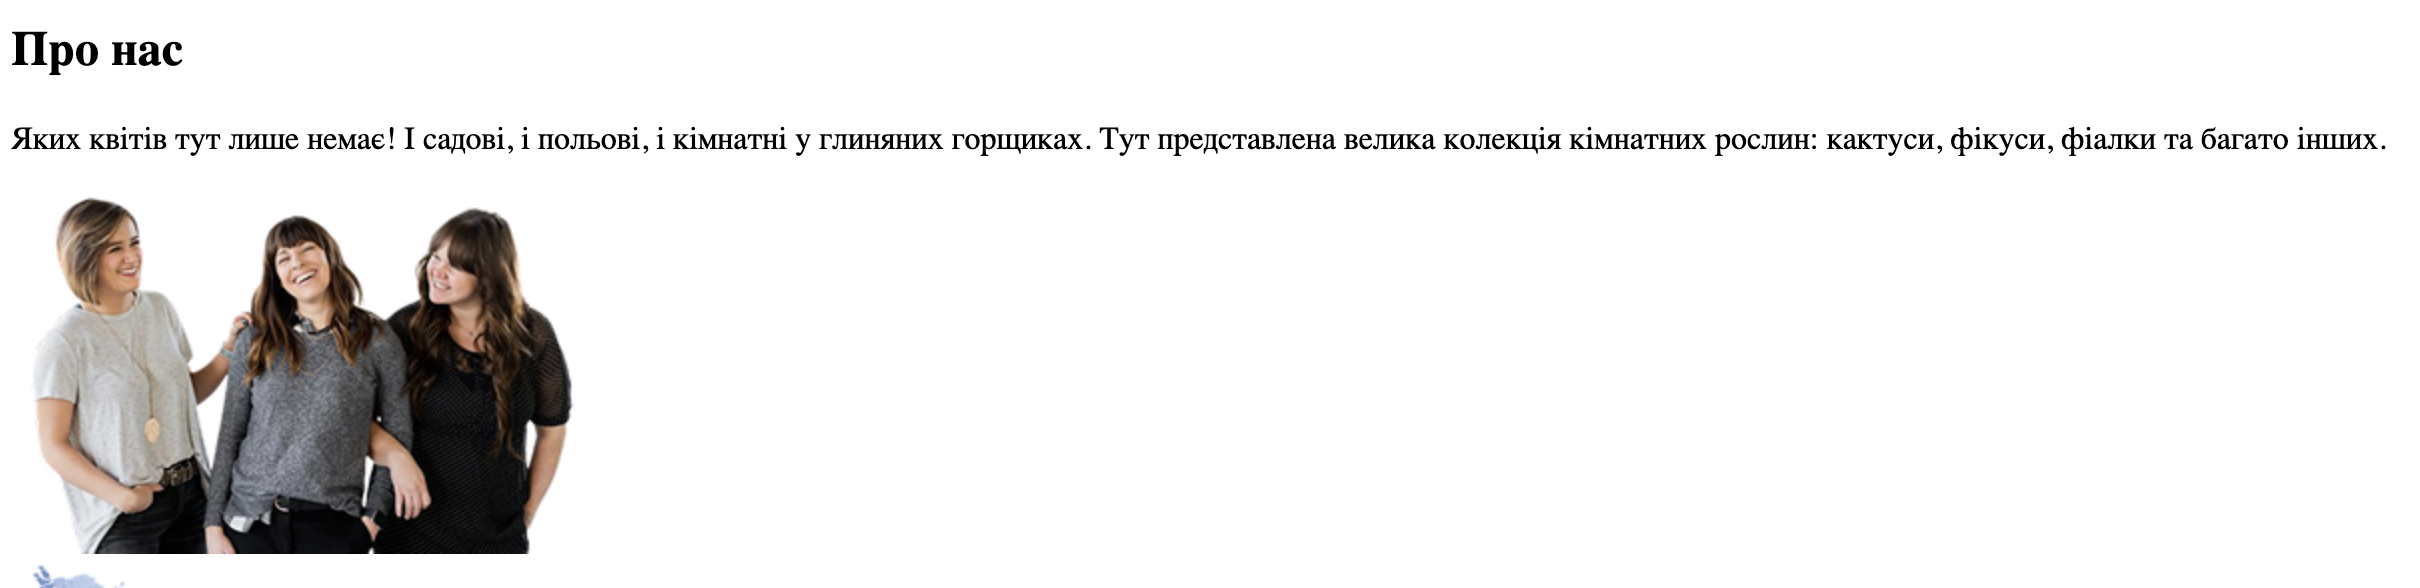 Про нас
Яких квітів тут лише немає! І садові, і польові, і кімнатні у глиняних горщиках. Тут представлена велика колекція кімнатних рослин: кактуси, фікуси, фіалки та багато інших.